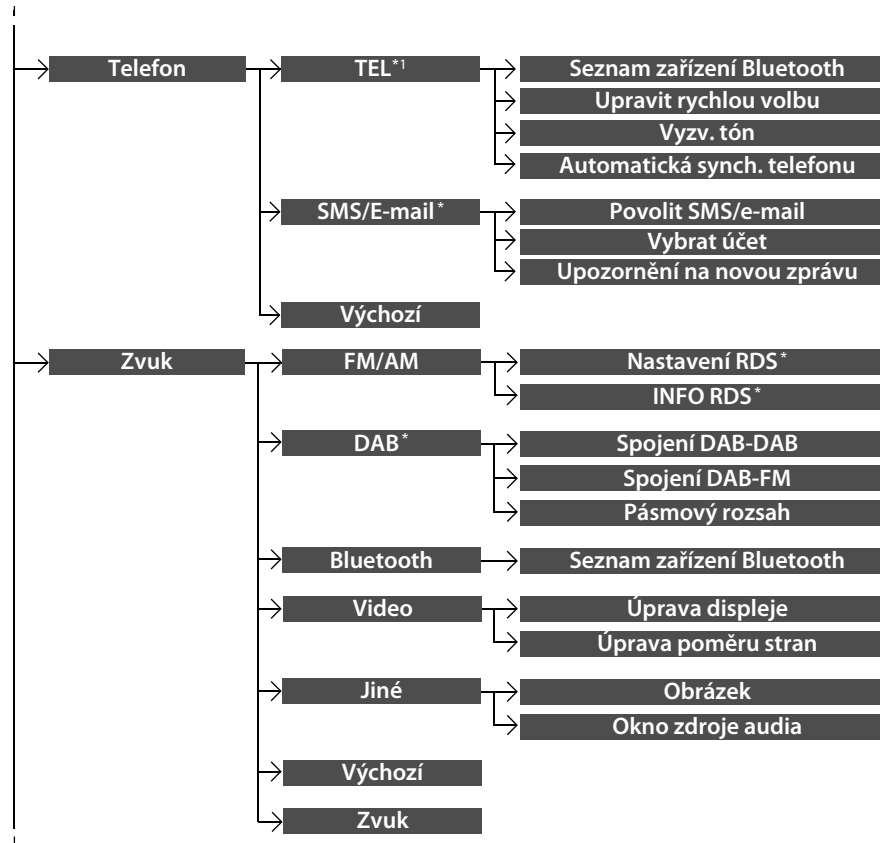 Telefon
TEL*1
Seznam zařízení Bluetooth
Upravit rychlou volbu
Vyzv. tón
Automatická synch. telefonu
SMS/E-mail*
Povolit SMS/e-mail
Vybrat účet
Upozornění na novou zprávu
Výchozí
Zvuk
FM/AM
Nastavení RDS*
INFO RDS*
DAB*
Spojení DAB-DAB
Spojení DAB-FM
Pásmový rozsah
Bluetooth
Seznam zařízení Bluetooth
Video
Úprava displeje
Úprava poměru stran
Jiné
Obrázek
Okno zdroje audia
Výchozí
Zvuk